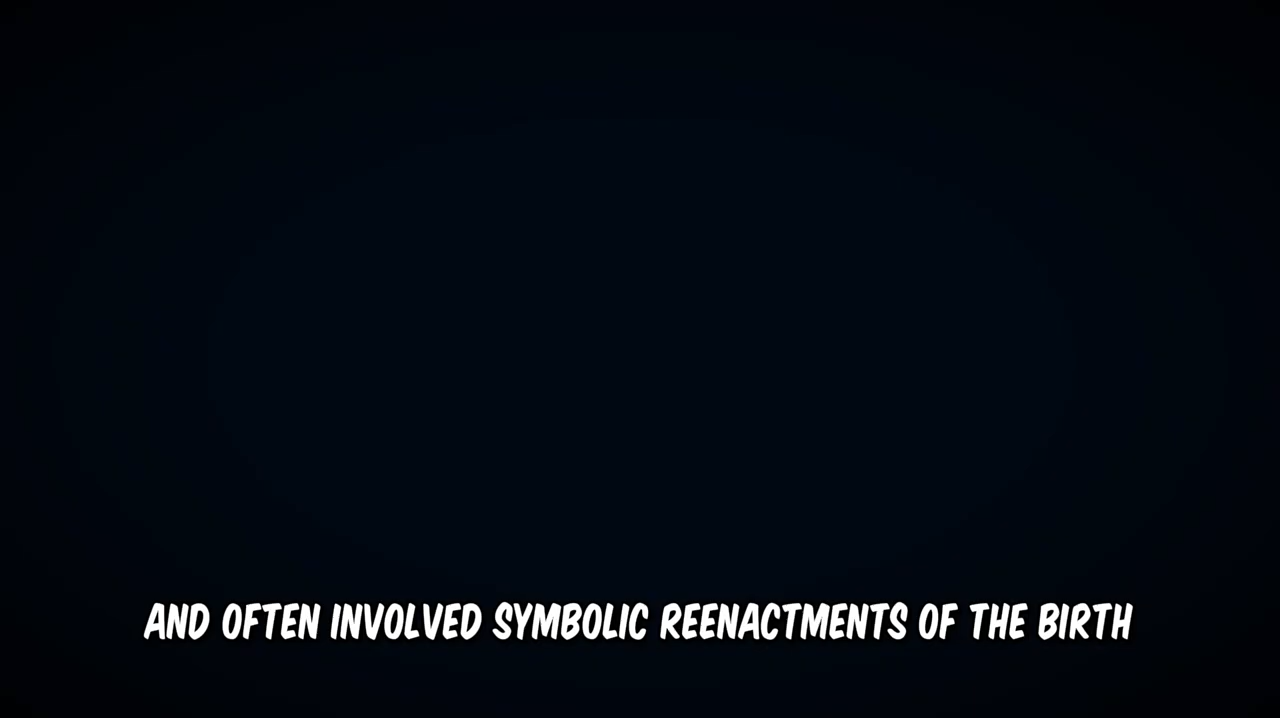 AND OFTEN INVOLVED SYMBOLIC REENACTMENTS OF THE BIRTH